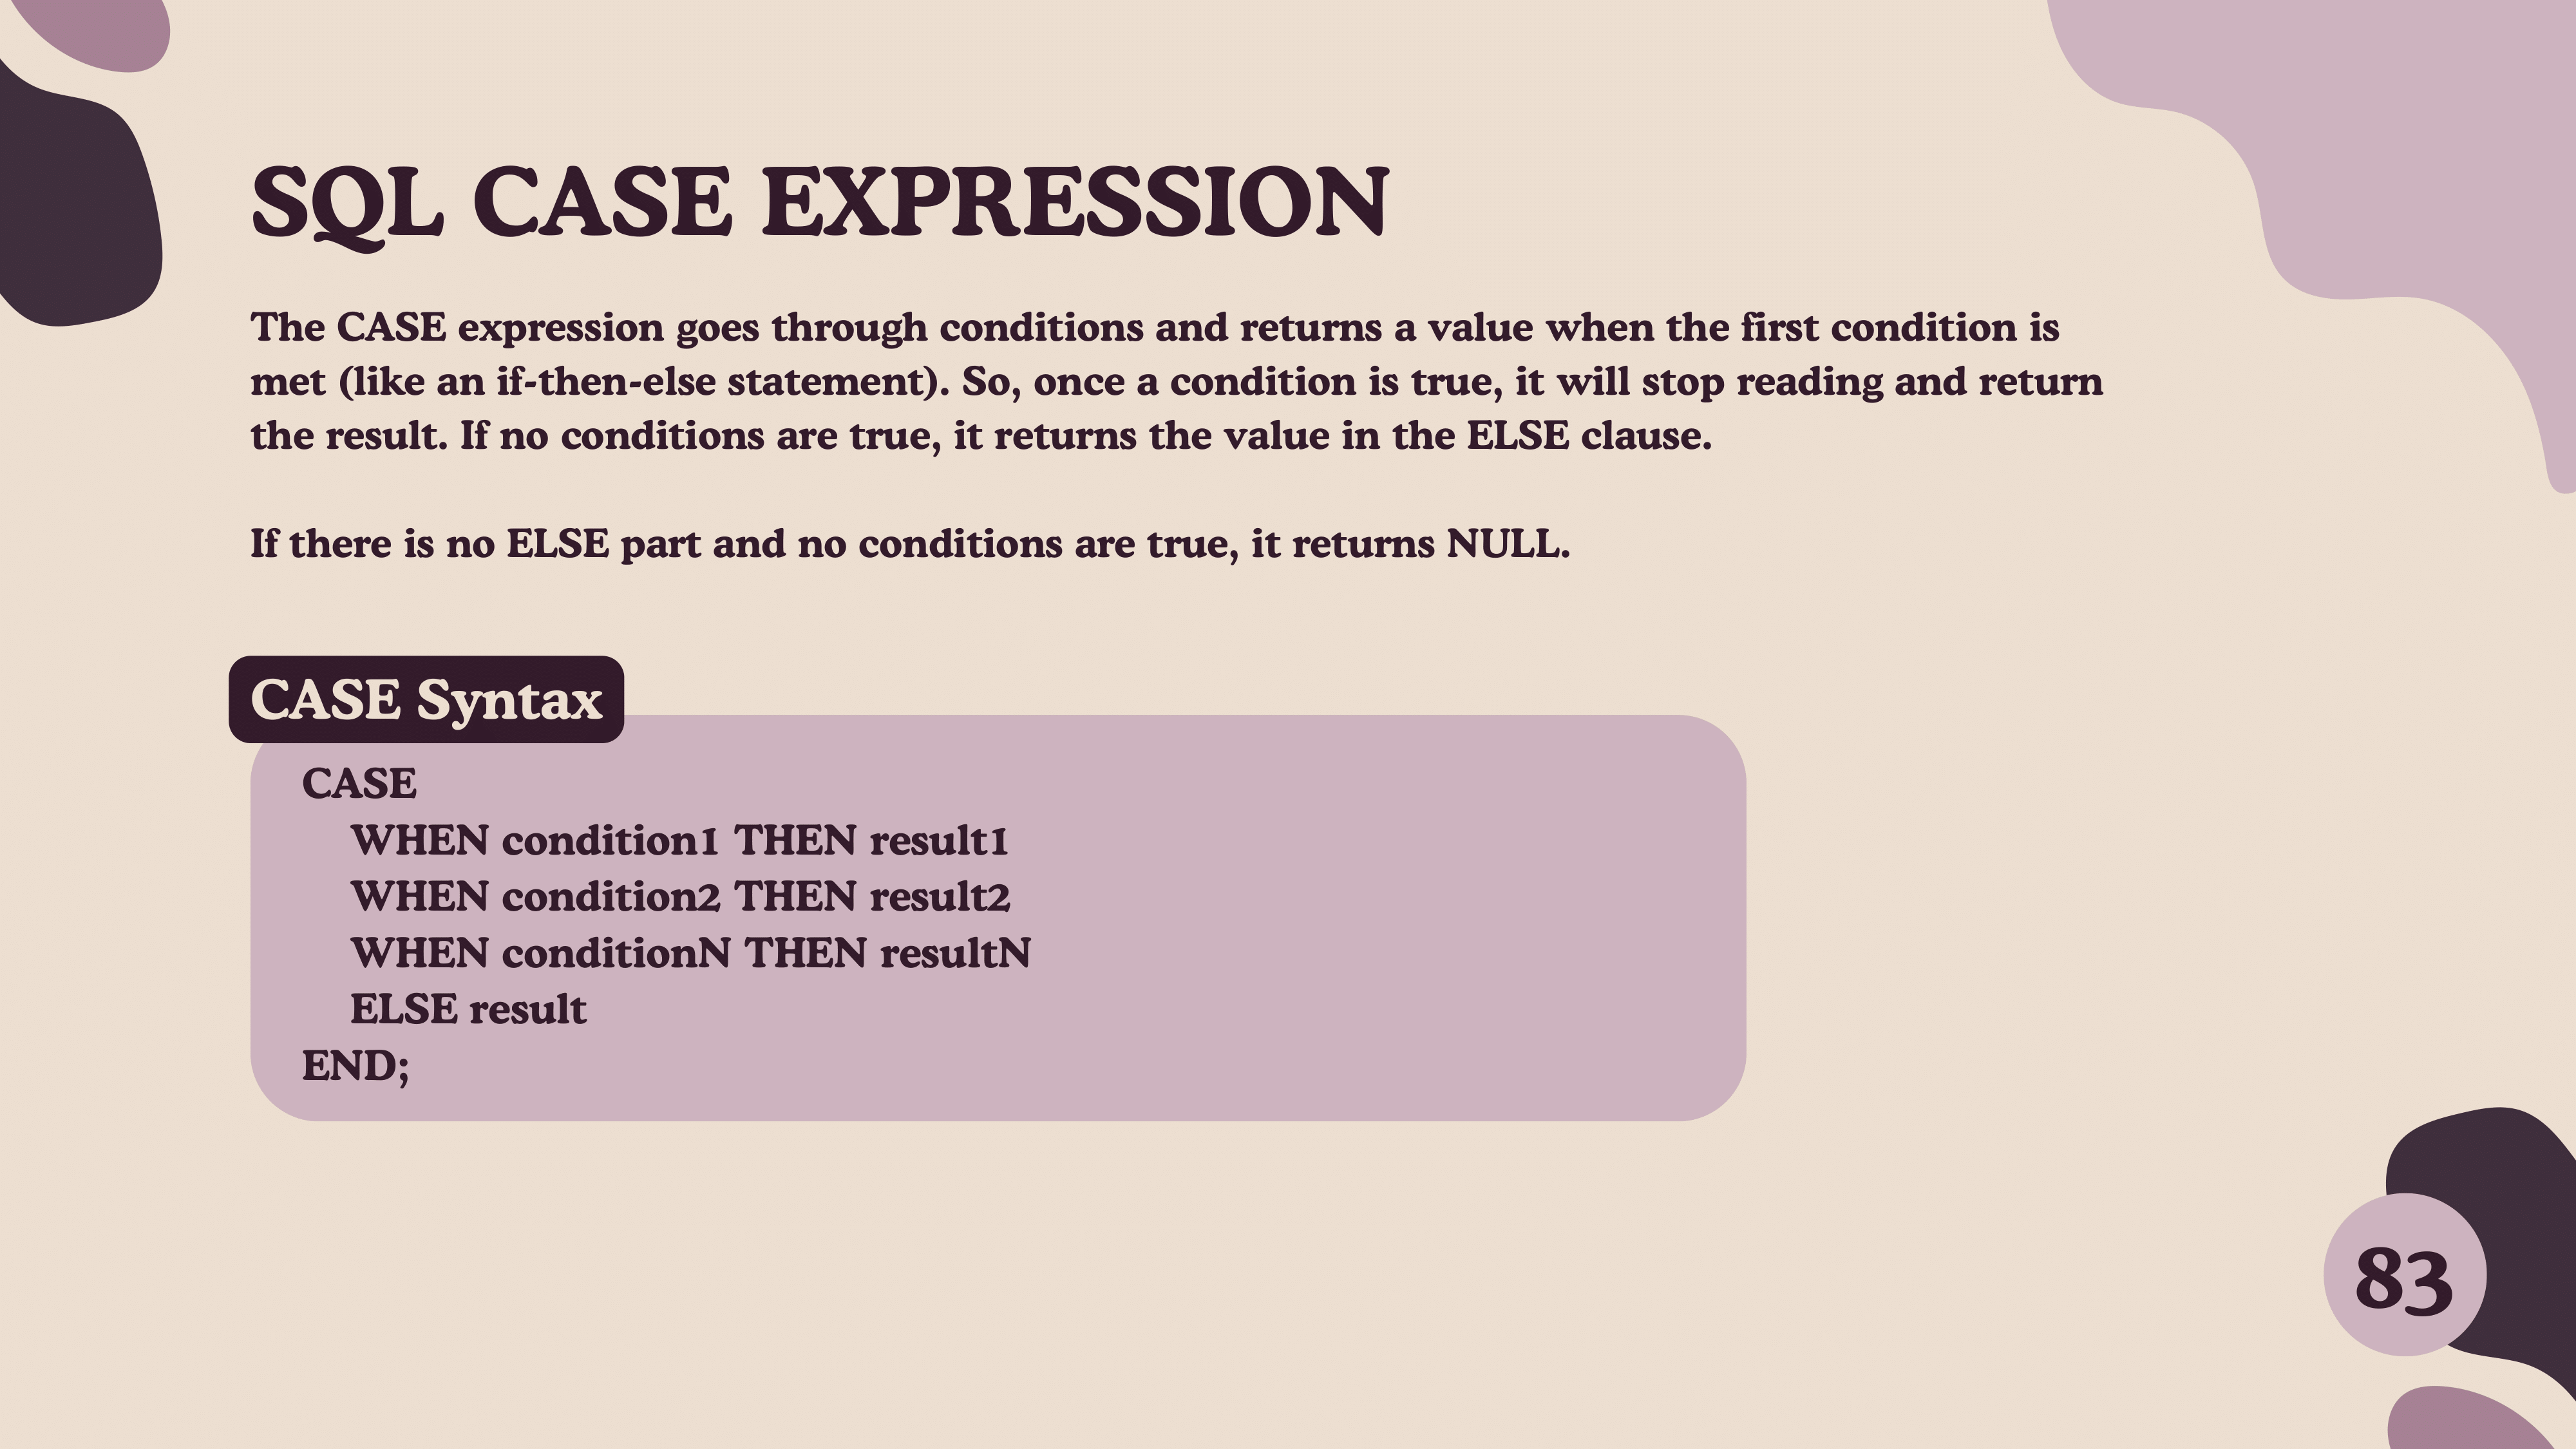 SQL CASE EXPRESSION
The CASE expression goes through conditions and returns a value when the first condition is
met (like an if-then-else statement). So, once a condition is true, it will stop reading and return
the result. If no conditions are true, it returns the value in the ELSE clause.
If there is no ELSE part and no conditions are true, it returns NULL.
CASE Syntax
CASE
WHEN condition1 THEN result1
WHEN condition2 THEN result2
WHEN conditionN THEN resultN
ELSE result
END;
83